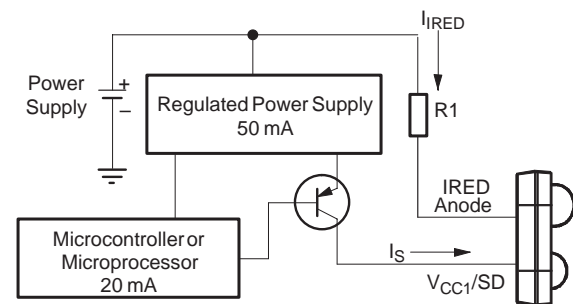 I_IRED
Power
Supply
+
–
Regulated Power Supply
50 mA
R1
IRED
Anode
Microcontroller or
Microprocessor
20 mA
I_S
V_CC1/SD